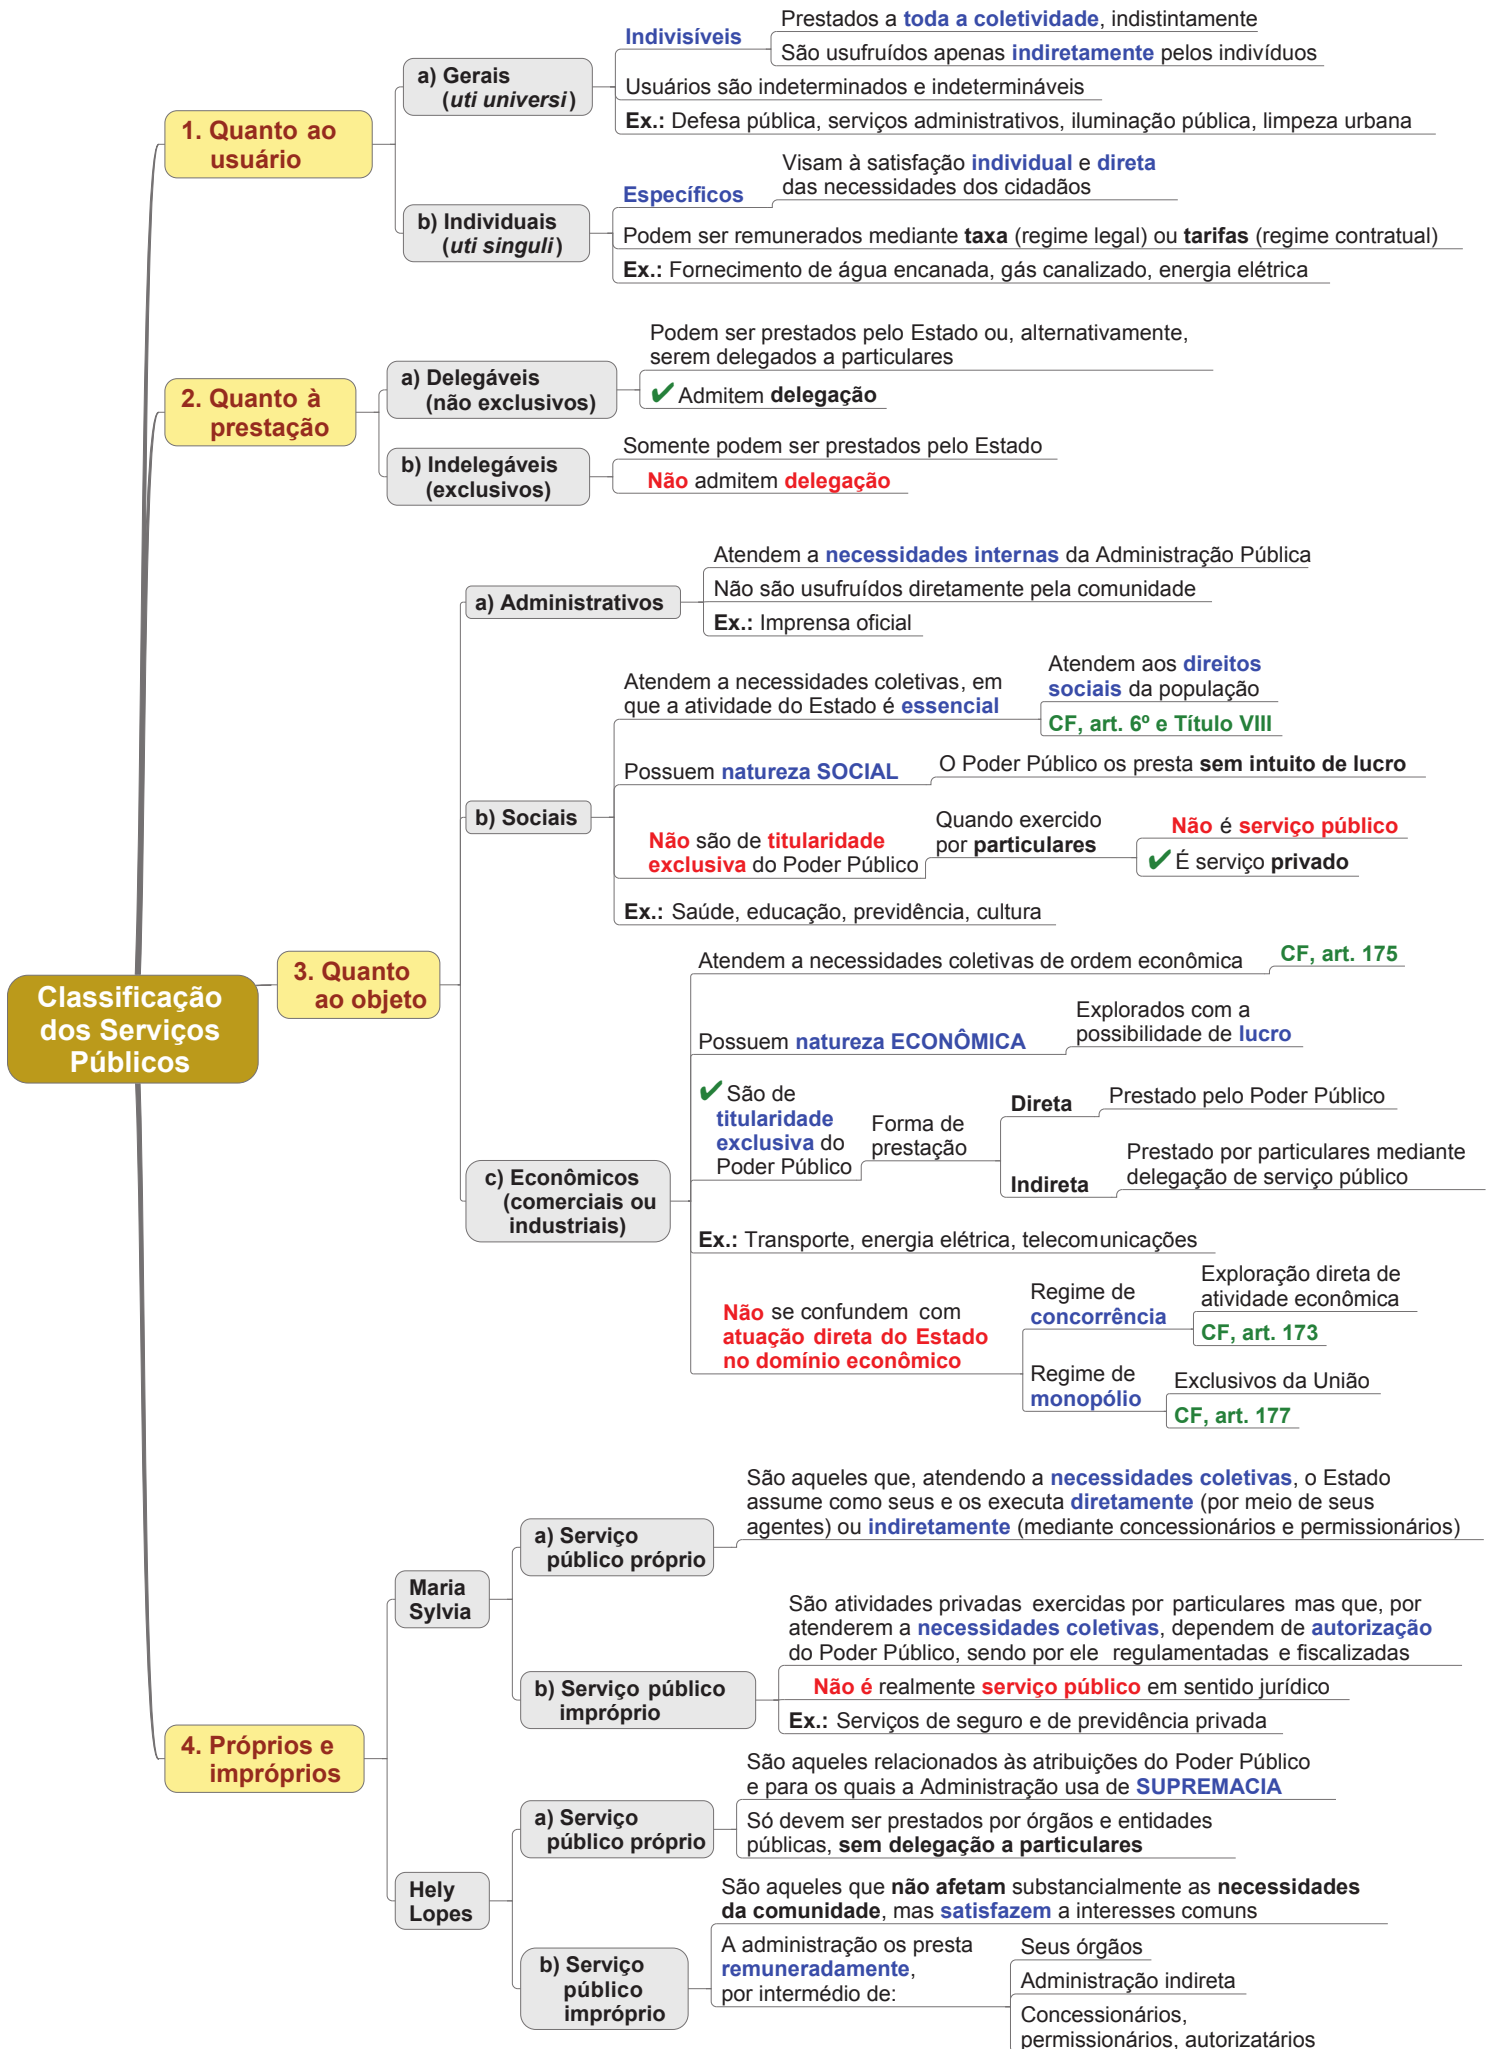 Classificação
dos Serviços
Públicos
1. Quanto ao
usuário
a) Gerais
(uti universi)
Indivisíveis
Prestados a toda a coletividade, indistintamente
São usufruídos apenas indiretamente pelos indivíduos
Usuários são indeterminados e indetermináveis
Ex.: Defesa pública, serviços administrativos, iluminação pública, limpeza urbana
b) Individuais
(uti singuli)
Específicos
Visam à satisfação individual e direta
das necessidades dos cidadãos
Podem ser remunerados mediante taxa (regime legal) ou tarifas (regime contratual)
Ex.: Fornecimento de água encanada, gás canalizado, energia elétrica
2. Quanto à
prestação
a) Delegáveis
(não exclusivos)
Podem ser prestados pelo Estado ou, alternativamente,
serem delegados a particulares
✔ Admitem delegação
b) Indelegáveis
(exclusivos)
Somente podem ser prestados pelo Estado
Não admitem delegação
3. Quanto
ao objeto
a) Administrativos
Atendem a necessidades internas da Administração Pública
Não são usufruídos diretamente pela comunidade
Ex.: Imprensa oficial
b) Sociais
Atendem a necessidades coletivas, em
que a atividade do Estado é essencial
Atendem aos direitos
sociais da população
CF, art. 6º e Título VIII
Possuem natureza SOCIAL
O Poder Público os presta sem intuito de lucro
Não são de titularidade
exclusiva do Poder Público
Quando exercido
por particulares
Não é serviço público
✔ É serviço privado
Ex.: Saúde, educação, previdência, cultura
c) Econômicos
(comerciais ou
industriais)
Atendem a necessidades coletivas de ordem econômica
CF, art. 175
Possuem natureza ECONÔMICA
Explorados com a
possibilidade de lucro
✔ São de
titularidade
exclusiva do
Poder Público
Forma de
prestação
Direta
Prestado pelo Poder Público
Indireta
Prestado por particulares mediante
delegação de serviço público
Ex.: Transporte, energia elétrica, telecomunicações
Não se confundem com
atuação direta do Estado
no domínio econômico
Regime de
concorrência
Exploração direta de
atividade econômica
CF, art. 173
Regime de
monopólio
Exclusivos da União
CF, art. 177
4. Próprios e
impróprios
Maria
Sylvia
a) Serviço
público próprio
São aqueles que, atendendo a necessidades coletivas, o Estado
assume como seus e os executa diretamente (por meio de seus
agentes) ou indiretamente (mediante concessionários e permissionários)
b) Serviço público
impróprio
São atividades privadas exercidas por particulares mas que, por
atenderem a necessidades coletivas, dependem de autorização
do Poder Público, sendo por ele regulamentadas e fiscalizadas
Não é realmente serviço público em sentido jurídico
Ex.: Serviços de seguro e de previdência privada
Hely
Lopes
a) Serviço
público próprio
São aqueles relacionados às atribuições do Poder Público
e para os quais a Administração usa de SUPREMACIA
Só devem ser prestados por órgãos e entidades
públicas, sem delegação a particulares
b) Serviço
público
impróprio
São aqueles que não afetam substancialmente as necessidades
da comunidade, mas satisfazem a interesses comuns
A administração os presta
remuneradamente,
por intermédio de:
Seus órgãos
Administração indireta
Concessionários,
permissionários, autorizatários